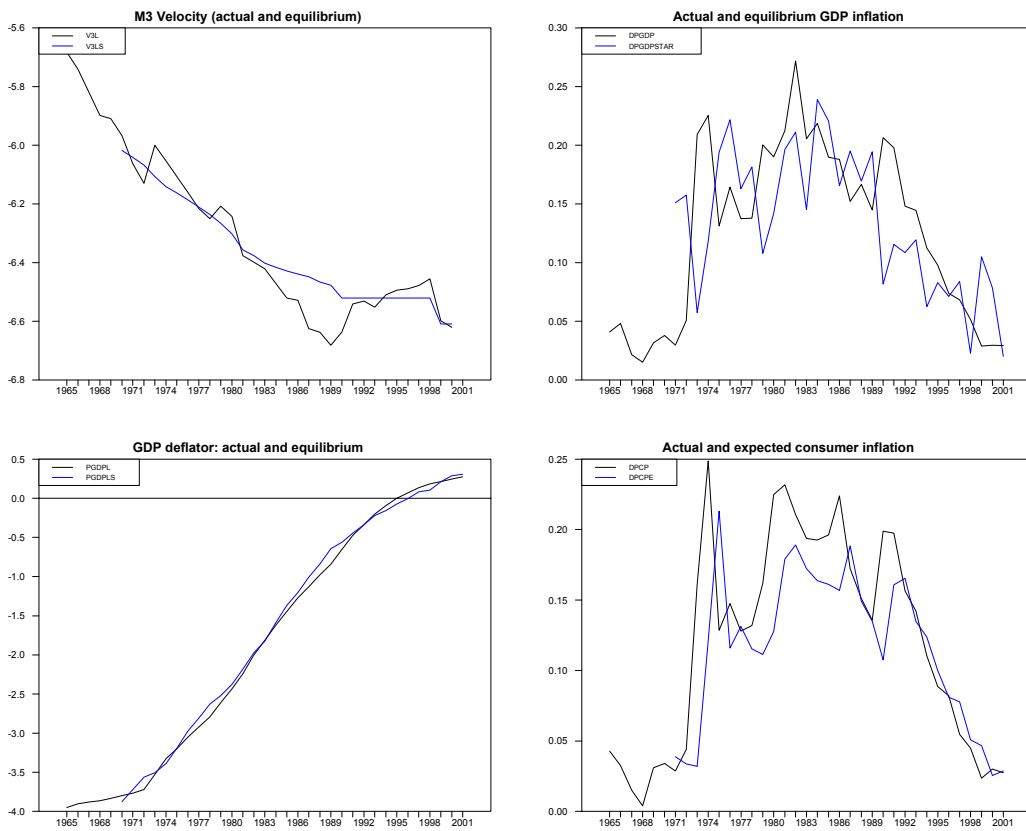 M3 Velocity (actual and equilibrium)
V3L
V3LS
-5.6
-5.8
-6.0
-6.2
-6.4
-6.6
-6.8
1965 1968 1971 1974 1977 1980 1983 1986 1989 1992 1995 1998 2001
Actual and equilibrium GDP inflation
DPGDP
DPGDPSTAR
0.30
0.25
0.20
0.15
0.10
0.05
0.00
1965 1968 1971 1974 1977 1980 1983 1986 1989 1992 1995 1998 2001
GDP deflator: actual and equilibrium
PGDPL
PGDPLS
0.5
0.0
-0.5
-1.0
-1.5
-2.0
-2.5
-3.0
-3.5
-4.0
1965 1968 1971 1974 1977 1980 1983 1986 1989 1992 1995 1998 2001
Actual and expected consumer inflation
DPCP
DPCPE
0.25
0.20
0.15
0.10
0.05
0.00
1965 1968 1971 1974 1977 1980 1983 1986 1989 1992 1995 1998 2001